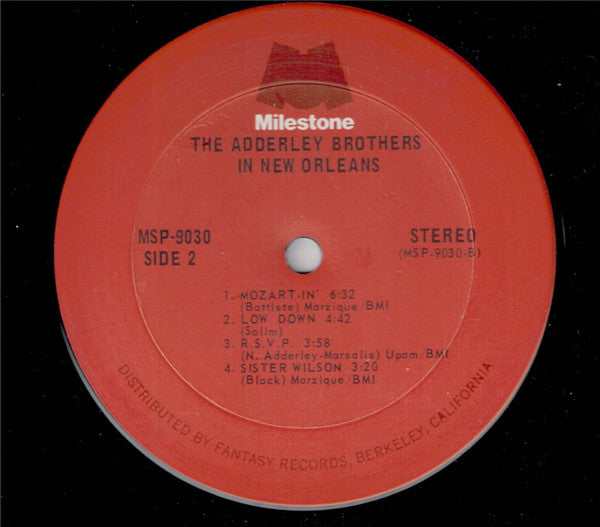 Milestone
THE ADDERLEY BROTHERS
IN NEW ORLEANS
MSP-9030
SIDE 2
STEREO
(MSP-9030-B)
1. MOZART-IN' 6:32
(Battiste) Marzique/BMI
2. LOW DOWN 4:42
(Salim)
3. R.S.V.P. 3:58
(N. Adderley-Marsalis) Upam/BMI
4. SISTER WILSON 3:20
(Black) Marzique/BMI
DISTRIBUTED BY FANTASY RECORDS, BERKELEY, CALIFORNIA